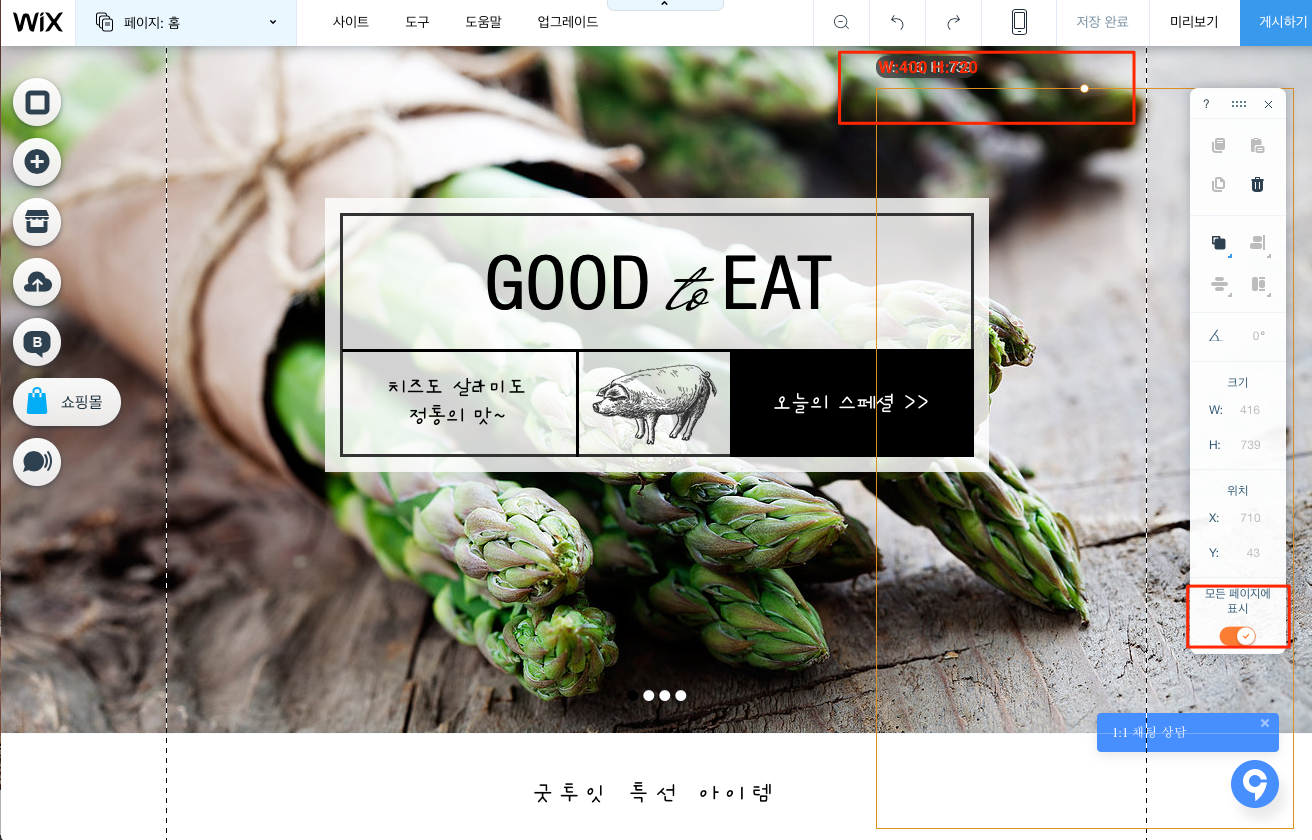 WiX
페이지: 홈
사이트
도구
도움말
업그레이드
저장 완료
미리보기
게시하기
W:400 H:720
?
GOOD to EAT
치즈도 살라미도
정통의 맛~
오늘의 스페셜 >>
B
쇼핑몰
0°
크기
W: 416
H: 739
위치
X: 710
Y: 43
모든 페이지에
표시
1:1 채팅 상담
굿투잇 특선 아이템